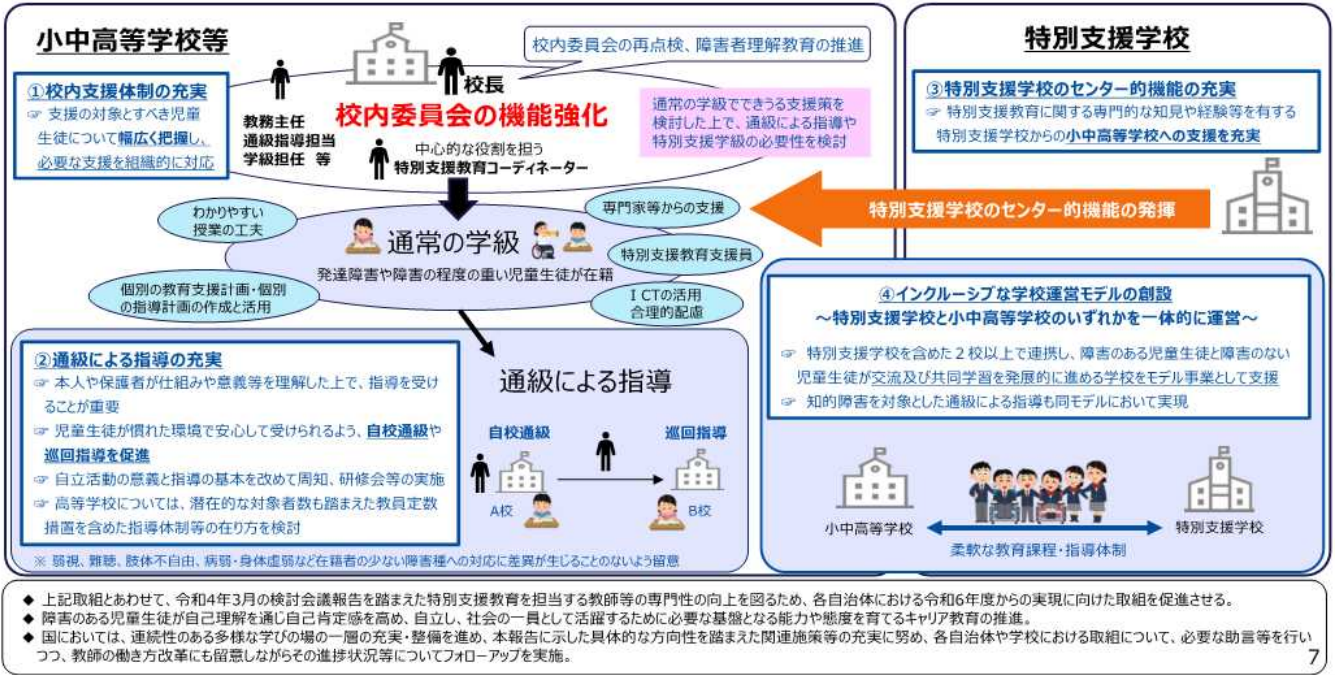 小中高等学校等
校内委員会の再点検、障害者理解教育の推進
①校内支援体制の充実
☞ 支援の対象とすべき児童
生徒について幅広く把握し、
必要な支援を組織的に対応
校長
校内委員会の機能強化
教務主任
通級指導担当
学級担任 等
中心的な役割を担う
特別支援教育コーディネーター
通常の学級でできうる支援策を
検討した上で、通級による指導や
特別支援学級の必要性を検討
わかりやすい
授業の工夫
専門家等からの支援
通常の学級
発達障害や障害の程度の重い児童生徒が在籍
特別支援教育支援員
個別の教育支援計画・個別
の指導計画の作成と活用
ICTの活用
合理的配慮
②通級による指導の充実
☞ 本人や保護者が仕組みや意義等を理解した上で、指導を受け
ることが重要
☞ 児童生徒が慣れた環境で安心して受けられるよう、自校通級や
巡回指導を促進
☞ 自立活動の意義と指導の基本を改めて周知、研修会等の実施
☞ 高等学校については、潜在的な対象者数も踏まえた教員定数
措置を含めた指導体制等の在り方を検討
通級による指導
自校通級
巡回指導
A校
B校
※ 弱視、難聴、肢体不自由、病弱・身体虚弱など在籍者の少ない障害種への対応に差異が生じることのないよう留意
特別支援学校
③特別支援学校のセンター的機能の充実
☞ 特別支援教育に関する専門的な知見や経験等を有する
特別支援学校からの小中高等学校への支援を充実
特別支援学校のセンター的機能の発揮
④インクルーシブな学校運営モデルの創設
～特別支援学校と小中高等学校のいずれかを一体的に運営～
☞ 特別支援学校を含めた2校以上で連携し、障害のある児童生徒と障害のない
児童生徒が交流及び共同学習を発展的に進める学校をモデル事業として支援
☞ 知的障害を対象とした通級による指導も同モデルにおいて実現
小中高等学校
特別支援学校
柔軟な教育課程・指導体制
◆ 上記取組とあわせて、令和4年3月の検討会議報告を踏まえた特別支援教育を担当する教師等の専門性の向上を図るため、各自治体における令和6年度からの実現に向けた取組を促進させる。
◆ 障害のある児童生徒が自己理解を通じ自己肯定感を高め、自立し、社会の一員として活躍するために必要な基盤となる能力や態度を育てるキャリア教育の推進。
◆ 国においては、連続性のある多様な学びの場の一層の充実・整備を進め、本報告に示した具体的な方向性を踏まえた関連施策等の充実に努め、各自治体や学校における取組について、必要な助言等を行い
つつ、教師の働き方改革にも留意しながらその進捗状況等についてフォローアップを実施。
7